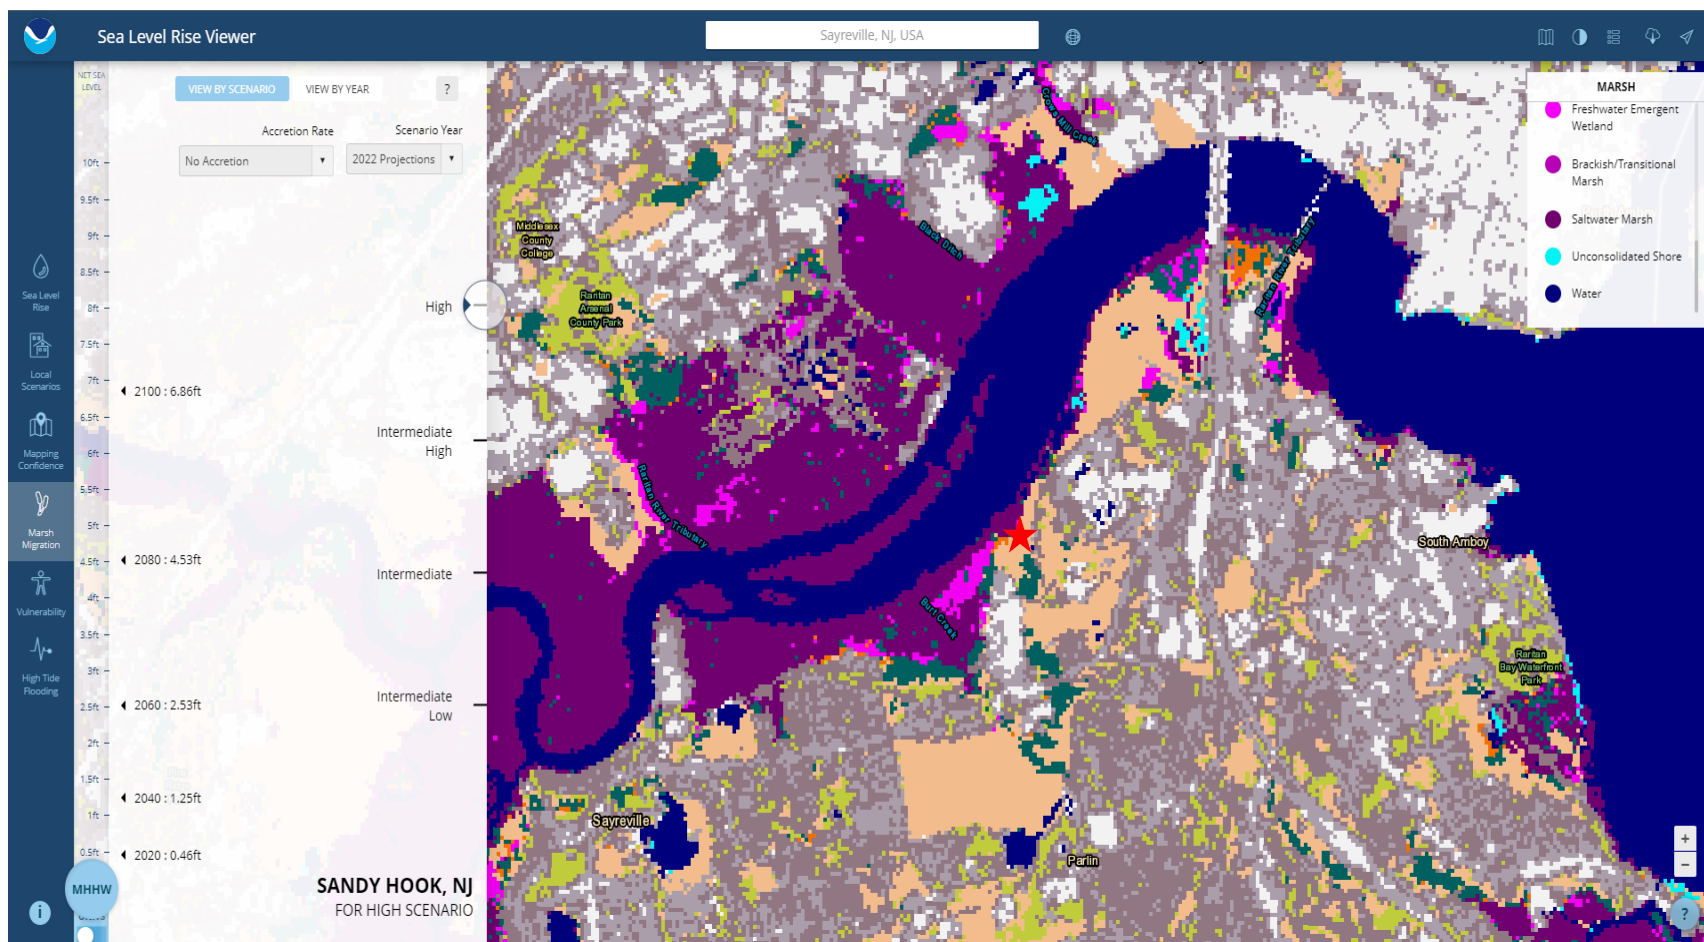 Sea Level Rise Viewer
Sayreville, NJ, USA
NET SEA
LEVEL
VIEW BY SCENARIO
VIEW BY YEAR
?
Accretion Rate
Scenario Year
No Accretion
2022 Projections
10ft
9.5ft
9ft
8.5ft
8ft
7.5ft
7ft
6.5ft
6ft
5.5ft
5ft
4.5ft
4ft
3.5ft
3ft
2.5ft
2ft
1.5ft
1ft
0.5ft
MHHW
High
2100 : 6.86ft
Intermediate
High
2080 : 4.53ft
Intermediate
2060 : 2.53ft
Intermediate
Low
2040 : 1.25ft
2020 : 0.46ft
SANDY HOOK, NJ
FOR HIGH SCENARIO
Sea Level
Rise
Local
Scenarios
Mapping
Confidence
Marsh
Migration
Vulnerability
High Tide
Flooding
i
Crows Mill Creek
Middlesex
County
College
Black Ditch
Raritan
Arsenal
County Park
Raritan River Tributary
Raritan River Tributary
Burt Creek
South Amboy
Raritan
Bay Waterfront
Park
Sayreville
Parlin
MARSH
Freshwater Emergent
Wetland
Brackish/Transitional
Marsh
Saltwater Marsh
Unconsolidated Shore
Water
+
−
?